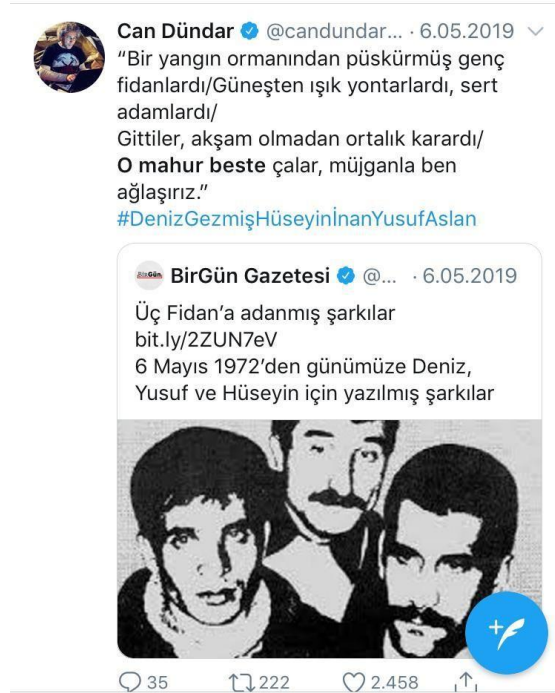 Can Dündar @candundar... · 6.05.2019
“Bir yangın ormanından püskürmüş genç
fidanlardı/Güneşten ışık yontarlardı, sert
adamlardı/
Gittiler, akşam olmadan ortalık karardı/
O mahur beste çalar, müjganla ben
ağlaşırız.”
#DenizGezmişHüseyinİnanYusufAslan
BirGün BirGün Gazetesi @... · 6.05.2019
Üç Fidan’a adanmış şarkılar
bit.ly/2ZUN7eV
6 Mayıs 1972’den günümüze Deniz,
Yusuf ve Hüseyin için yazılmış şarkılar
35 222 2.458